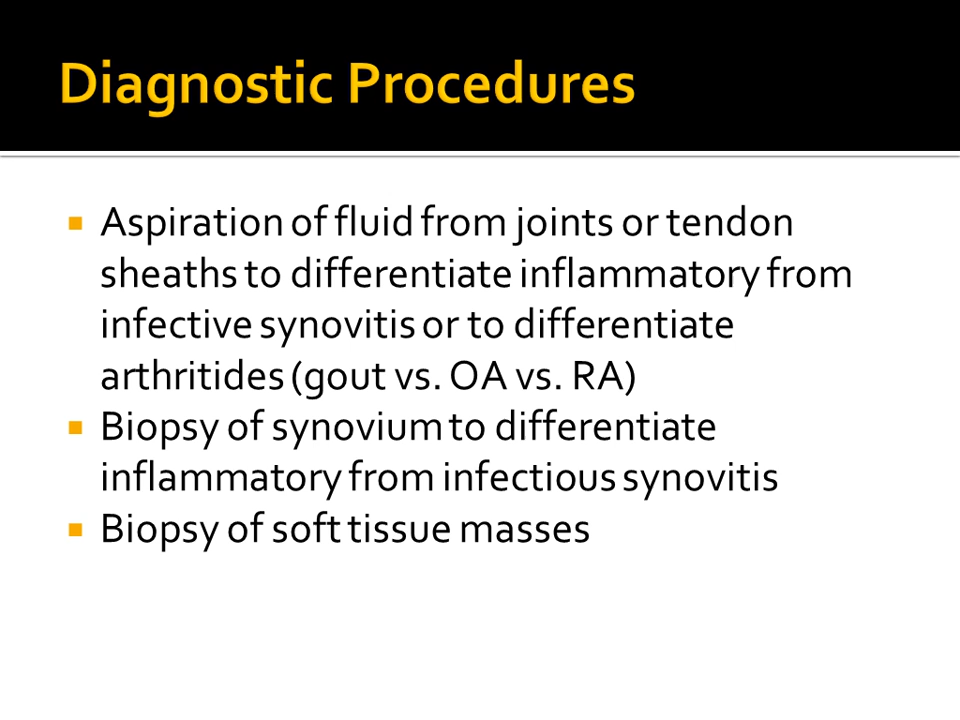 Diagnostic Procedures
Aspiration of fluid from joints or tendon
sheaths to differentiate inflammatory from
infective synovitis or to differentiate
arthritides (gout vs. OA vs. RA)
Biopsy of synovium to differentiate
inflammatory from infectious synovitis
Biopsy of soft tissue masses